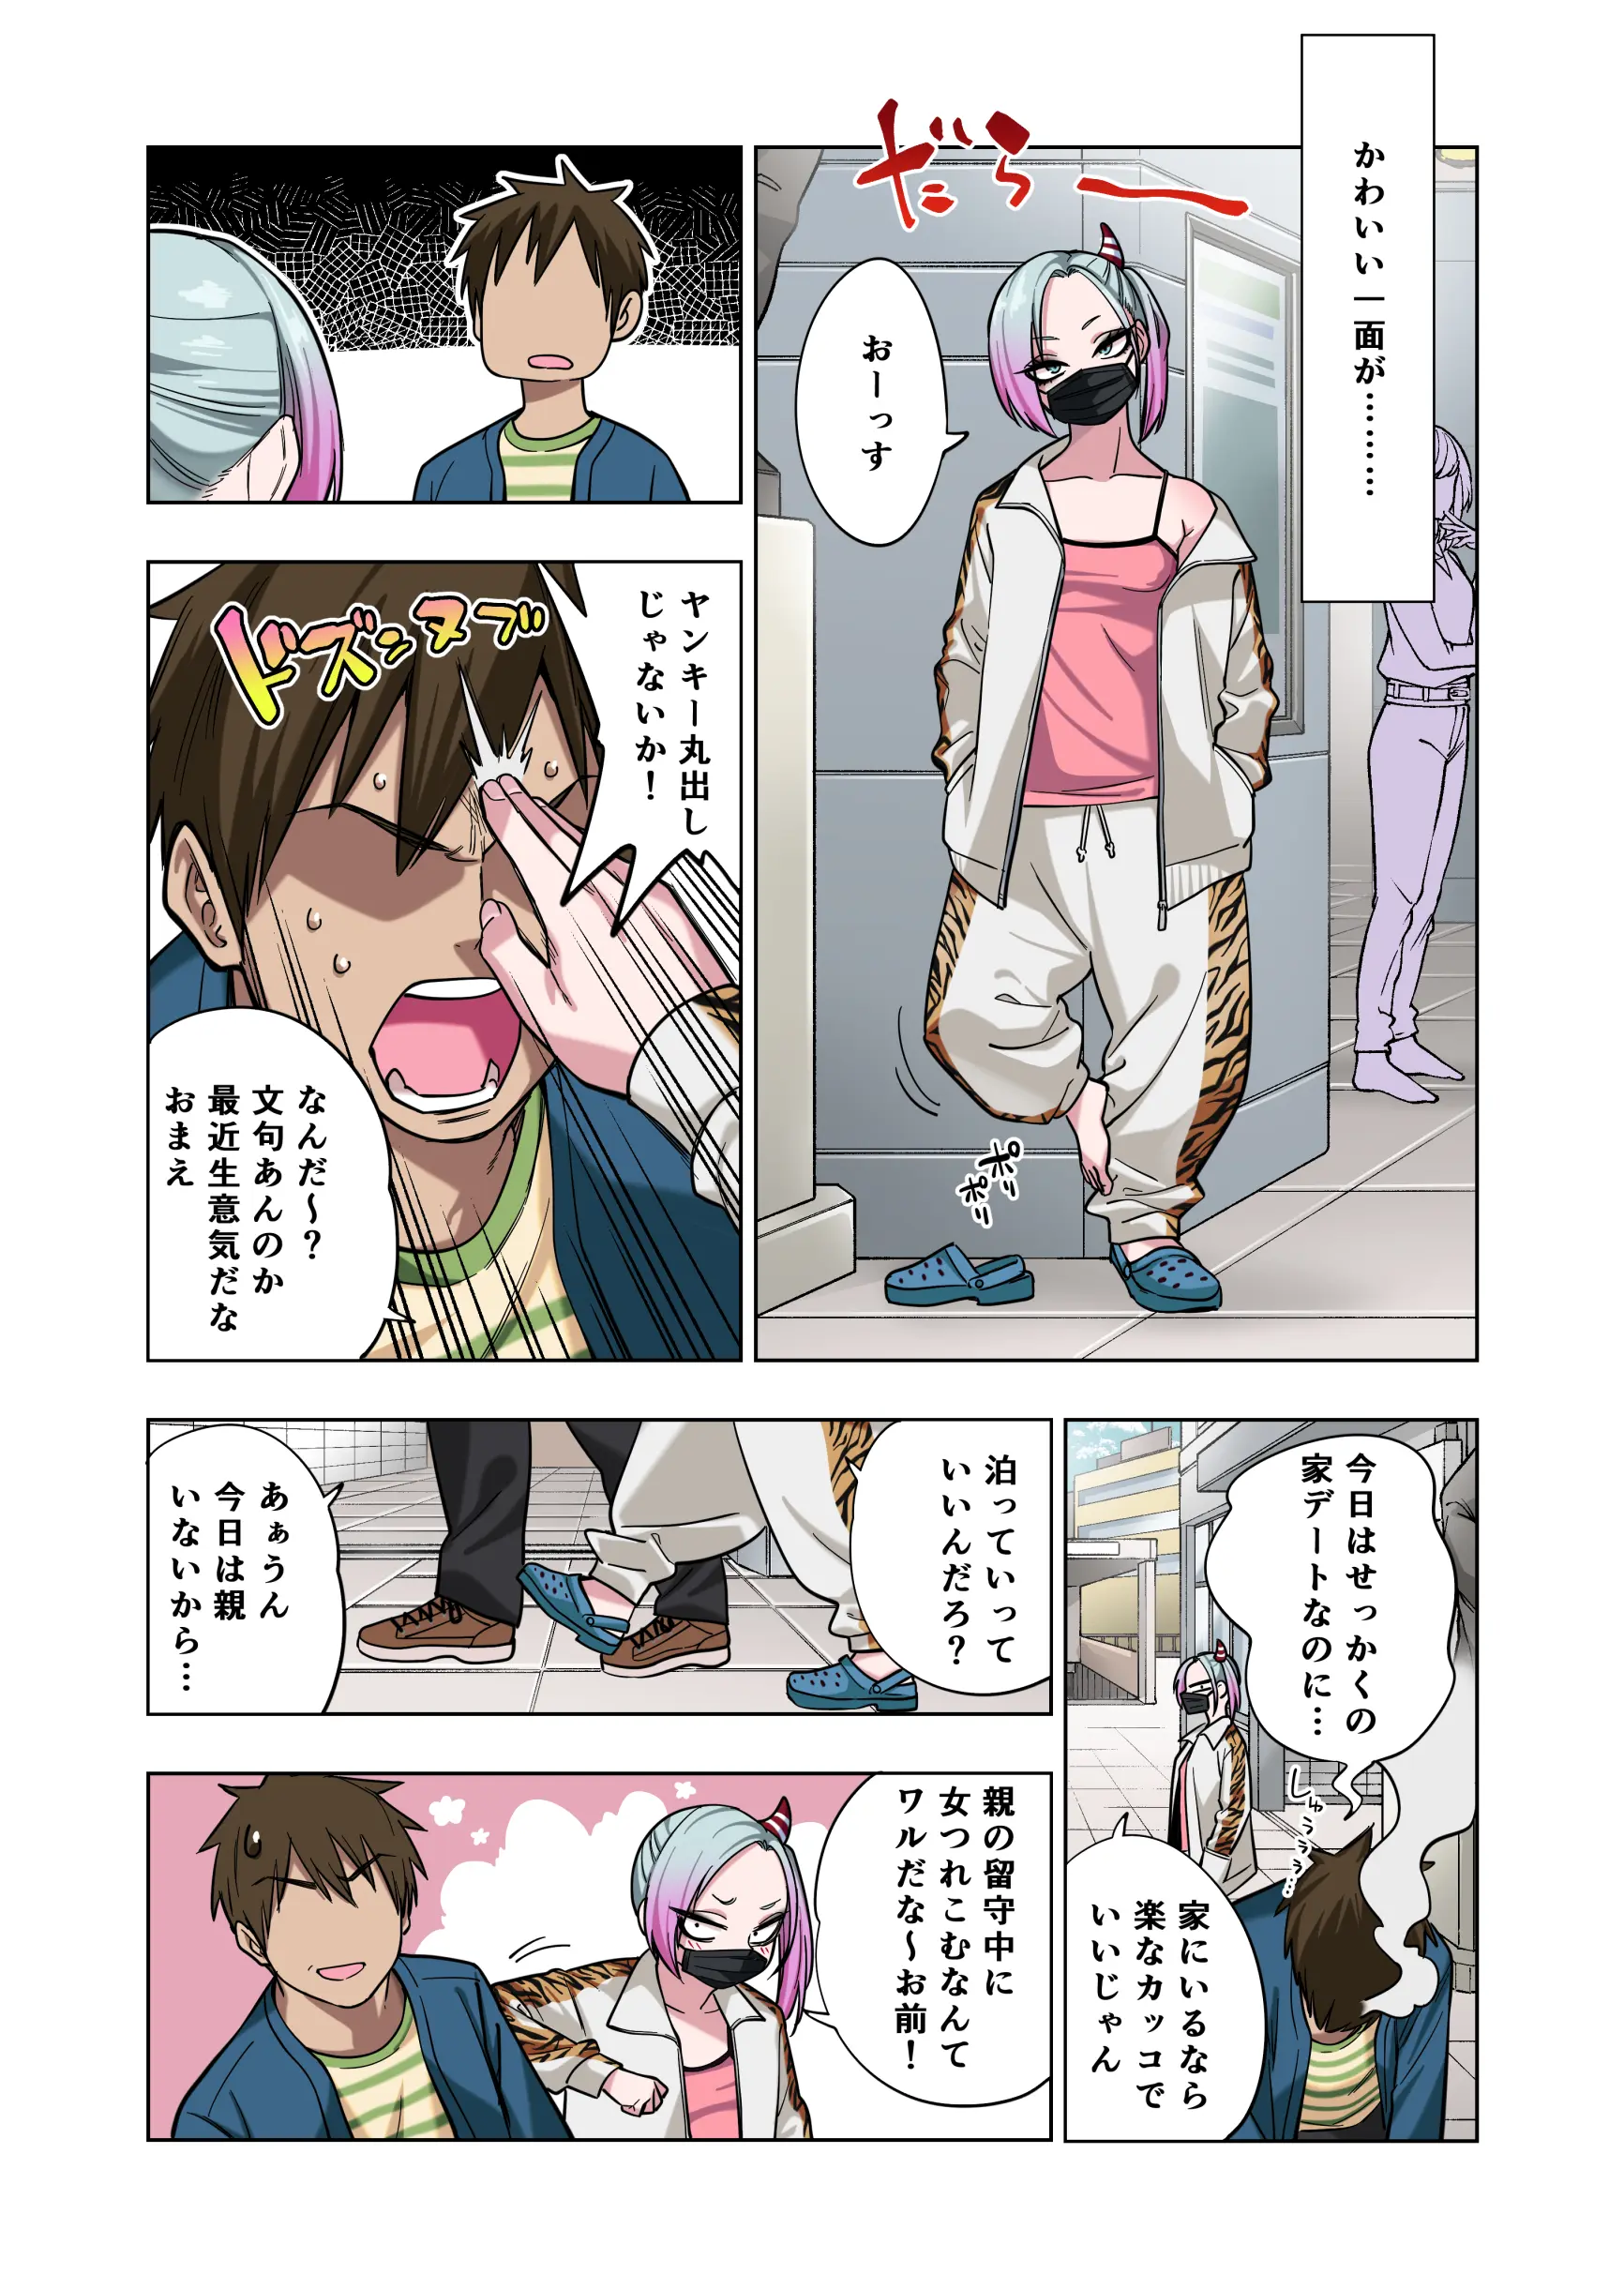 かわいい一面が………
だらー
おーっす
ポリ
ポリ
ヤンキー丸出し
じゃないか！
ドズンヌブ
なんだ～？
文句あんのか
最近生意気だな
おまえ
今日はせっかくの
家デートなのに…
しゅぅぅぅ…
家にいるなら
楽なカッコで
いいじゃん
泊っていって
いいんだろ？
あぁうん
今日は親
いないから…
親の留守中に
女つれこむなんて
ワルだな～お前！